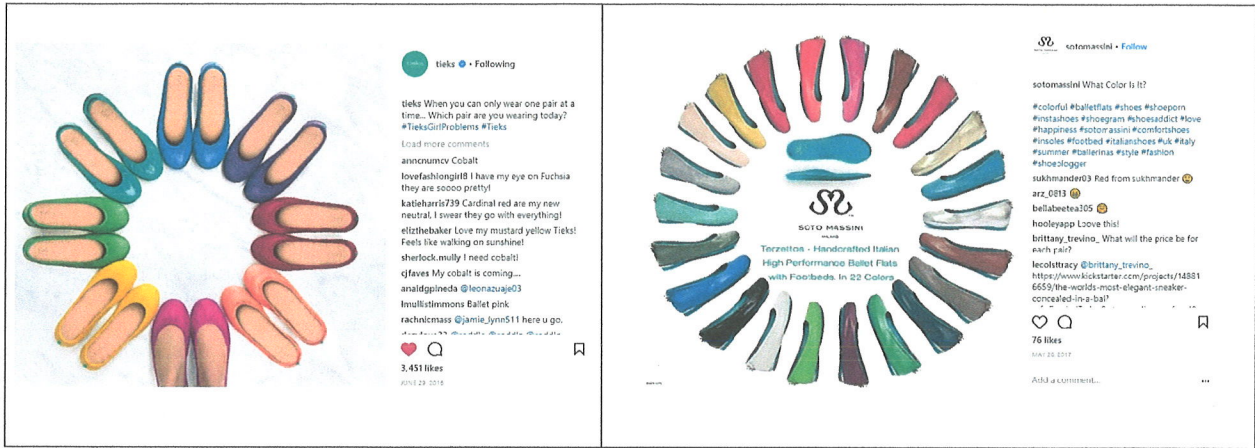 tieks • Following
tieks When you can only wear one pair at a
time... Which pair are you wearing today?
#TieksGirlProblems #Tieks
Load more comments
anncnumcv Cobalt
lovefashiongirl8 I have my eye on Fuchsia
they are soooo pretty!
katieharris739 Cardinal red are my new
neutral, I swear they go with everything!
elizthebaker Love my mustard yellow Tieks!
Feels like walking on sunshine!
sherlock.mully I need cobalt!
cjfaves My cobalt is coming....
analdgpineda @leonazuaje03
lmullistimmons Ballet pink
rachnicmass @jamie_lynn511 here u go.
3,451 likes
JUNE 29, 2016
SOTO MASSINI
MILANO
Terzettos - Handcrafted Italian
High Performance Ballet Flats
with Footbeds. In 22 Colors
sotomassini • Follow
sotomassini What Color Is It?
#colorful #balletflats #shoes #shoeporn
#instashoes #shoegram #shoesaddict #love
#happiness #sotomassini #comfortshoes
#insoles #footbed #italianshoes #uk #italy
#summer #ballerinas #style #fashion
#shoeblogger
sukhmander03 Red from sukhmander
arz_0813
bellabeetea305
hooleyapp Loove this!
brittany_trevino_ What will the price be for
each pair?
lecolsttracy @brittany_trevino_
https://www.kickstarter.com/projects/14881
6659/the-worlds-most-elegant-sneaker-
concealed-in-a-bal?
76 likes
MAY 25, 2017
Add a comment...